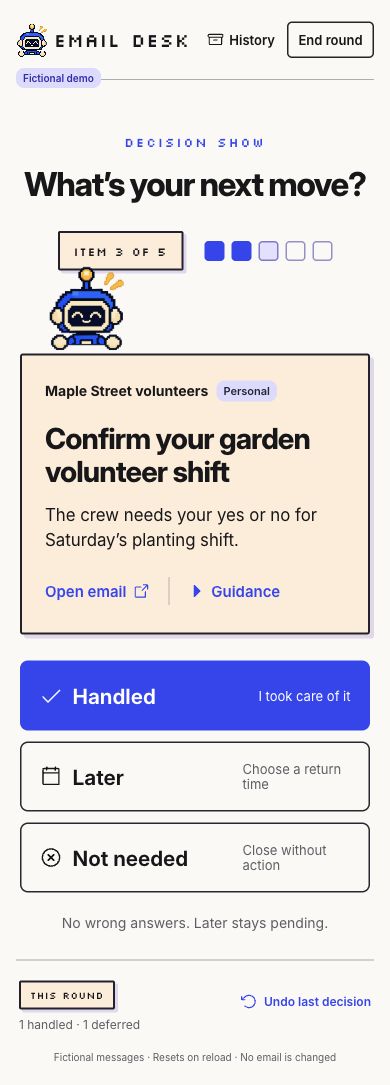 EMAIL DESK
History
End round
Fictional demo
DECISION SHOW
What's your next move?
ITEM 3 OF 5
Maple Street volunteers
Personal
Confirm your garden
volunteer shift
The crew needs your yes or no for
Saturday's planting shift.
Open email
Guidance
Handled
I took care of it
Later
Choose a return
time
Not needed
Close without
action
No wrong answers. Later stays pending.
THIS ROUND
1 handled · 1 deferred
Undo last decision
Fictional messages · Resets on reload · No email is changed